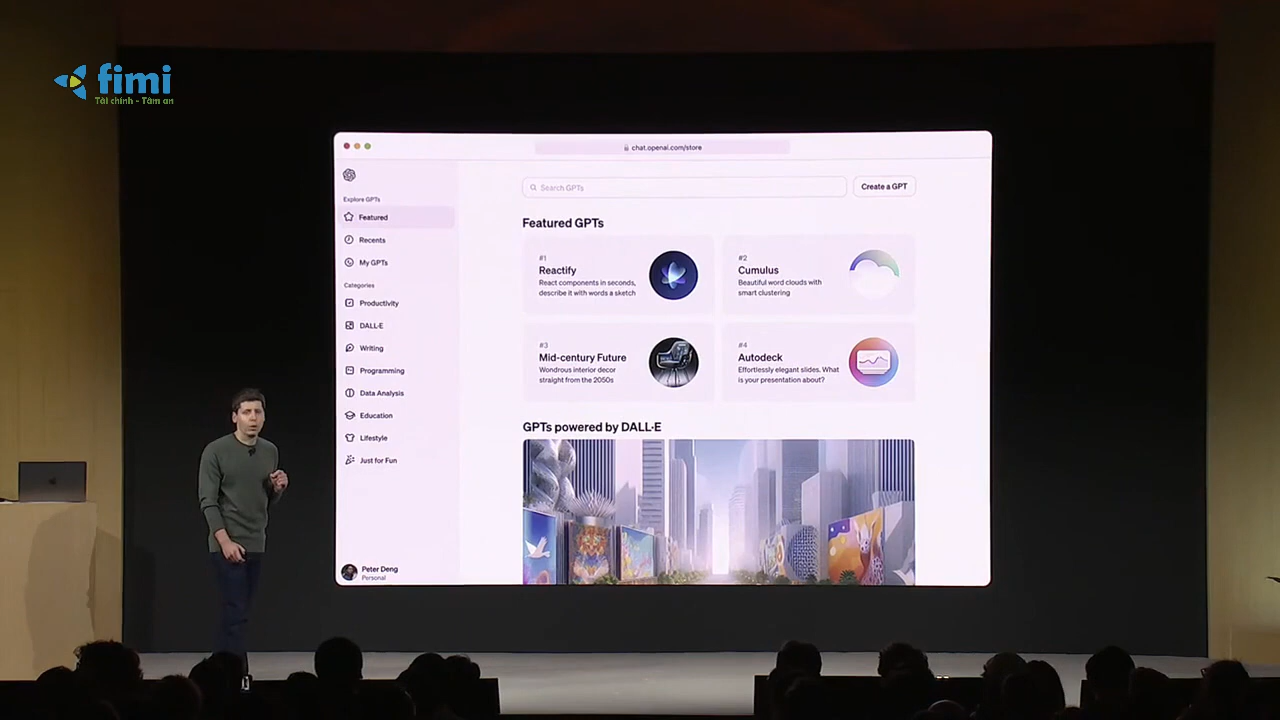 fimi
Tài chính - Tâm an
chat.openai.com/store
Explore GPTs
Featured
Recents
My GPTs
Categories
Productivity
DALL·E
Writing
Programming
Data Analysis
Education
Lifestyle
Just for Fun
Peter Deng
Personal
Search GPTs
Create a GPT
Featured GPTs
#1
Reactify
React components in seconds,
describe it with words a sketch
#2
Cumulus
Beautiful word clouds with
smart clustering
#3
Mid-century Future
Wondrous interior decor
straight from the 2050s
#4
Autodeck
Effortlessly elegant slides. What
is your presentation about?
GPTs powered by DALL·E